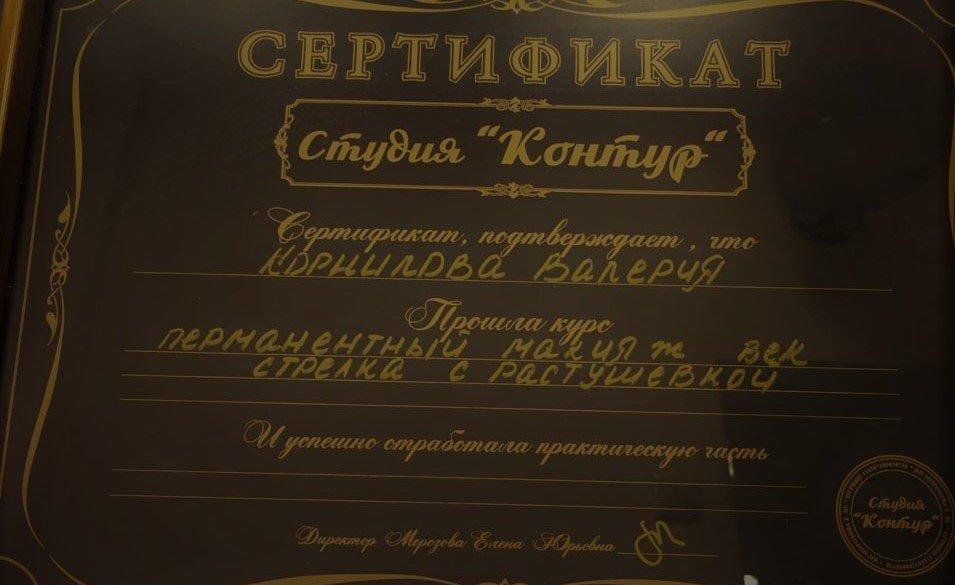 СЕРТИФИКАТ
Студия "Контур"
Сертификат, подтверждает, что
КОРНИЛОВА ВАЛЕРИЯ
Прошла курс
ПЕРМАНЕНТНЫЙ МАКИЯЖ ВЕК
СТРЕЛКА С РАСТУШЕВКОЙ
И успешно отработала практическую часть
Директор Морозова Елена Юрьевна
Студия
"Контур"